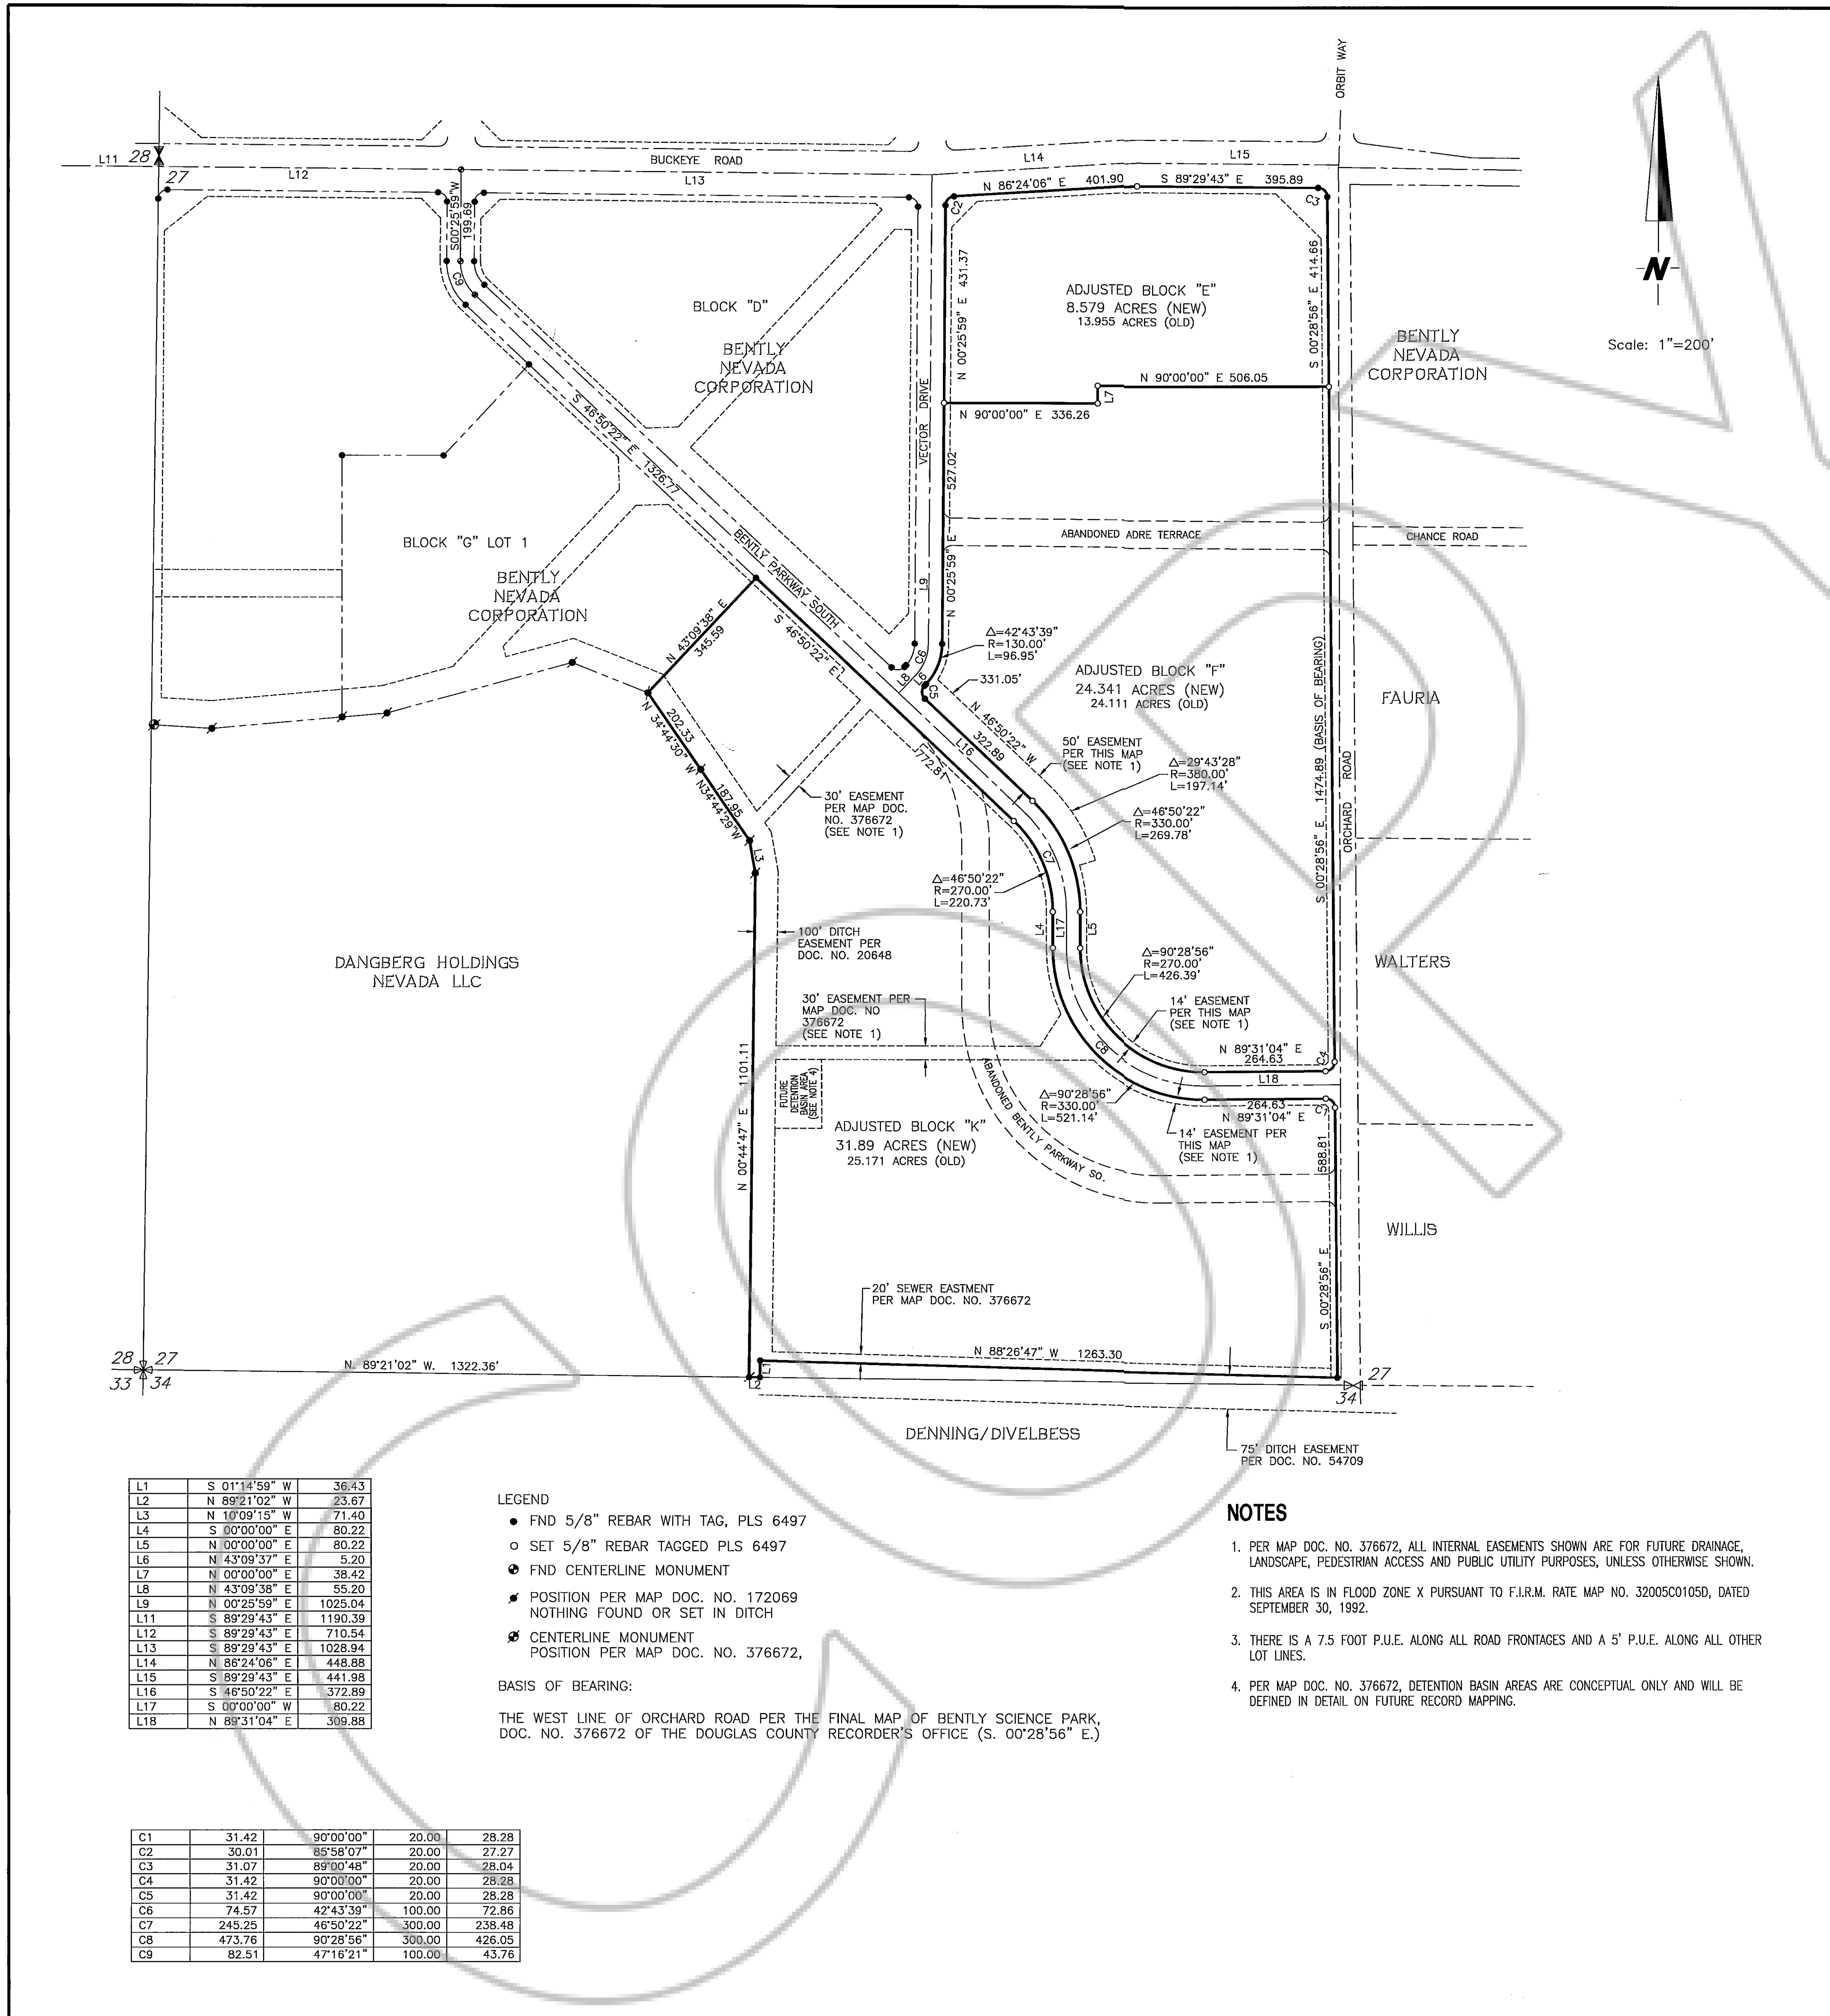 ORBIT WAY
L11
28
27
BUCKEYE ROAD
L12
L13
L14
L15
S00°25'59"W
199.69
C9
C2
N 86°24'06" E 401.90
S 89°29'43" E 395.89
C3
N 00°25'59" E 431.37
ADJUSTED BLOCK "E"
8.579 ACRES (NEW)
13.955 ACRES (OLD)
S 00°28'56" E 414.66
N
Scale: 1"=200'
BLOCK "D"
BENTLY
NEVADA
CORPORATION
BENTLY
NEVADA
CORPORATION
VECTOR DRIVE
N 90°00'00" E 506.05
L7
N 90°00'00" E 336.26
S 46°50'22" E 1326.77
BLOCK "G" LOT 1
BENTLY
NEVADA
CORPORATION
BENTLY PARKWAY SOUTH
L9
N 00°25'59" E 527.02
ABANDONED ADRE TERRACE
CHANCE ROAD
N 43°09'38" E
345.59
S 46°50'22" E
772.81
C6
L8
L6
C5
Δ=42°43'39"
R=130.00'
L=96.95'
331.05'
ADJUSTED BLOCK "F"
24.341 ACRES (NEW)
24.111 ACRES (OLD)
S 00°28'56" E 1474.89 (BASIS OF BEARING)
ORCHARD ROAD
FAURIA
N 46°50'22" W
322.89
L16
50' EASEMENT
PER THIS MAP
(SEE NOTE 1)
Δ=29°43'28"
R=380.00'
L=197.14'
Δ=46°50'22"
R=330.00'
L=269.78'
202.33
N 34°44'30" W
187.95
N34°44'29"W
L3
30' EASEMENT
PER MAP DOC.
NO. 376672
(SEE NOTE 1)
C7
Δ=46°50'22"
R=270.00'
L=220.73'
L4
L17
L5
100' DITCH
EASEMENT PER
DOC. NO. 20648
DANGBERG HOLDINGS
NEVADA LLC
WALTERS
Δ=90°28'56"
R=270.00'
L=426.39'
14' EASEMENT
PER THIS MAP
(SEE NOTE 1)
30' EASEMENT PER
MAP DOC. NO
376672
(SEE NOTE 1)
C8
N 89°31'04" E
264.63
C4
L18
ABANDONED BENTLY PARKWAY SO.
FUTURE
DETENTION
BASIN AREA
(SEE NOTE 4)
Δ=90°28'56"
R=330.00'
L=521.14'
264.63
N 89°31'04" E
C1
ADJUSTED BLOCK "K"
31.89 ACRES (NEW)
25.171 ACRES (OLD)
14' EASEMENT PER
THIS MAP
(SEE NOTE 1)
588.81
S 00°28'56" E
N 00°44'47" E 1101.11
WILLIS
20' SEWER EASTMENT
PER MAP DOC. NO. 376672
N 88°26'47" W 1263.30
28 27
33 34
N. 89°21'02" W. 1322.36'
L1
L2
27
34
DENNING/DIVELBESS
75' DITCH EASEMENT
PER DOC. NO. 54709
L1 S 01°14'59" W 36.43
L2 N 89°21'02" W 23.67
L3 N 10°09'15" W 71.40
L4 S 00°00'00" E 80.22
L5 N 00°00'00" E 80.22
L6 N 43°09'37" E 5.20
L7 N 00°00'00" E 38.42
L8 N 43°09'38" E 55.20
L9 N 00°25'59" E 1025.04
L11 S 89°29'43" E 1190.39
L12 S 89°29'43" E 710.54
L13 S 89°29'43" E 1028.94
L14 N 86°24'06" E 448.88
L15 S 89°29'43" E 441.98
L16 S 46°50'22" E 372.89
L17 S 00°00'00" W 80.22
L18 N 89°31'04" E 309.88
C1 31.42 90°00'00" 20.00 28.28
C2 30.01 85°58'07" 20.00 27.27
C3 31.07 89°00'48" 20.00 28.04
C4 31.42 90°00'00" 20.00 28.28
C5 31.42 90°00'00" 20.00 28.28
C6 74.57 42°43'39" 100.00 72.86
C7 245.25 46°50'22" 300.00 238.48
C8 473.76 90°28'56" 300.00 426.05
C9 82.51 47°16'21" 100.00 43.76
LEGEND
FND 5/8" REBAR WITH TAG, PLS 6497
SET 5/8" REBAR TAGGED PLS 6497
FND CENTERLINE MONUMENT
POSITION PER MAP DOC. NO. 172069
NOTHING FOUND OR SET IN DITCH
CENTERLINE MONUMENT
POSITION PER MAP DOC. NO. 376672,
BASIS OF BEARING:
THE WEST LINE OF ORCHARD ROAD PER THE FINAL MAP OF BENTLY SCIENCE PARK,
DOC. NO. 376672 OF THE DOUGLAS COUNTY RECORDER'S OFFICE (S. 00°28'56" E.)
NOTES
1. PER MAP DOC. NO. 376672, ALL INTERNAL EASEMENTS SHOWN ARE FOR FUTURE DRAINAGE,
LANDSCAPE, PEDESTRIAN ACCESS AND PUBLIC UTILITY PURPOSES, UNLESS OTHERWISE SHOWN.
2. THIS AREA IS IN FLOOD ZONE X PURSUANT TO F.I.R.M. RATE MAP NO. 32005C0105D, DATED
SEPTEMBER 30, 1992.
3. THERE IS A 7.5 FOOT P.U.E. ALONG ALL ROAD FRONTAGES AND A 5' P.U.E. ALONG ALL OTHER
LOT LINES.
4. PER MAP DOC. NO. 376672, DETENTION BASIN AREAS ARE CONCEPTUAL ONLY AND WILL BE
DEFINED IN DETAIL ON FUTURE RECORD MAPPING.